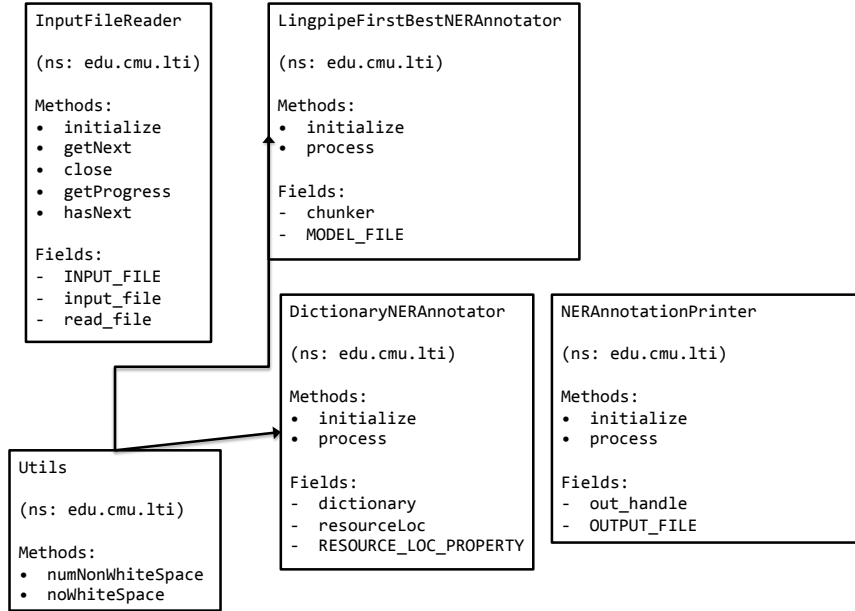 InputFileReader
(ns: edu.cmu.lti)
Methods:
• initialize
• getNext
• close
• getProgress
• hasNext
Fields:
- INPUT_FILE
- input_file
- read_file
LingpipeFirstBestNERAnnotator
(ns: edu.cmu.lti)
Methods:
• initialize
• process
Fields:
- chunker
- MODEL_FILE
DictionaryNERAnnotator
(ns: edu.cmu.lti)
Methods:
• initialize
• process
Fields:
- dictionary
- resourceLoc
- RESOURCE_LOC_PROPERTY
NERAnnotationPrinter
(ns: edu.cmu.lti)
Methods:
• initialize
• process
Fields:
- out_handle
- OUTPUT_FILE
Utils
(ns: edu.cmu.lti)
Methods:
• numNonWhiteSpace
• noWhiteSpace